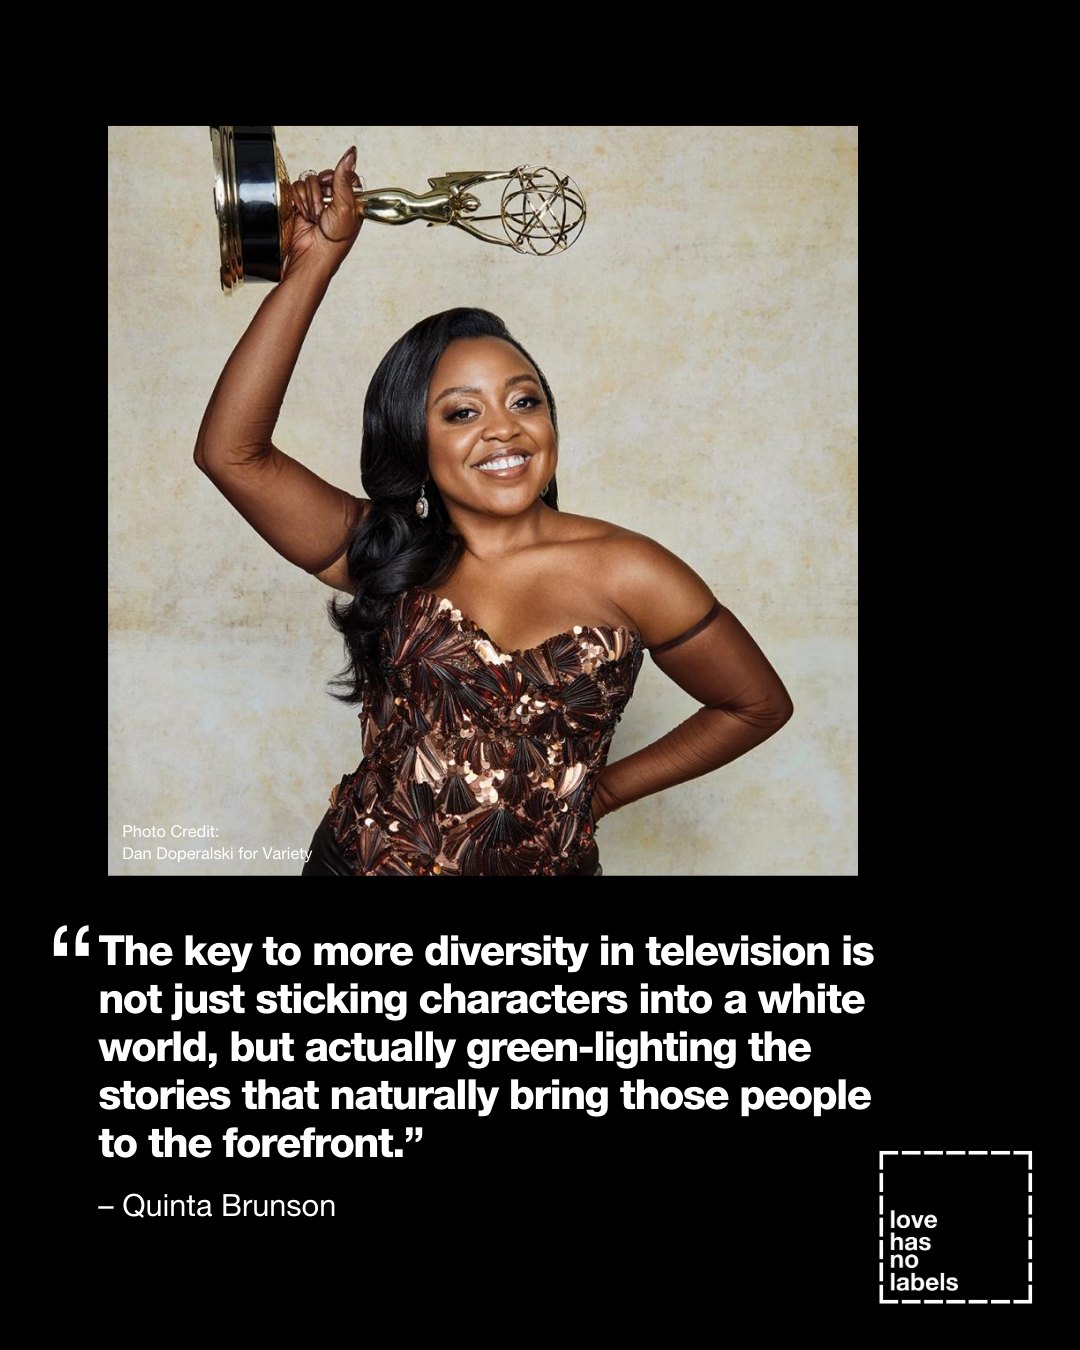 Photo Credit:
Dan Doperalski for Variety
“The key to more diversity in television is
not just sticking characters into a white
world, but actually green-lighting the
stories that naturally bring those people
to the forefront.”
– Quinta Brunson
love
has
no
labels